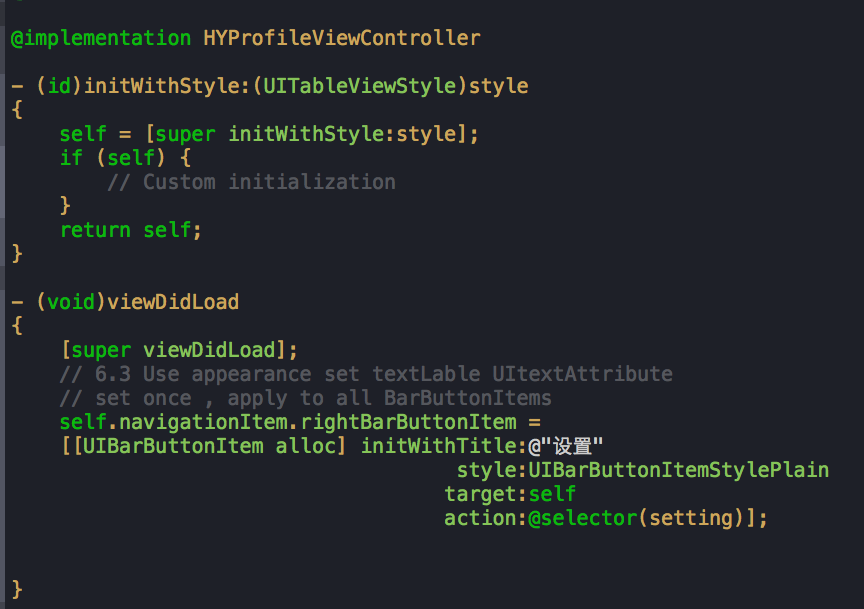 @implementation HYProfileViewController
- (id)initWithStyle:(UITableViewStyle)style
{
    self = [super initWithStyle:style];
    if (self) {
        // Custom initialization
    }
    return self;
}
- (void)viewDidLoad
{
    [super viewDidLoad];
    // 6.3 Use appearance set textLable UItextAttribute
    // set once , apply to all BarButtonItems
    self.navigationItem.rightBarButtonItem =
    [[UIBarButtonItem alloc] initWithTitle:@"设置"
                                     style:UIBarButtonItemStylePlain
                                    target:self
                                    action:@selector(setting)];
}